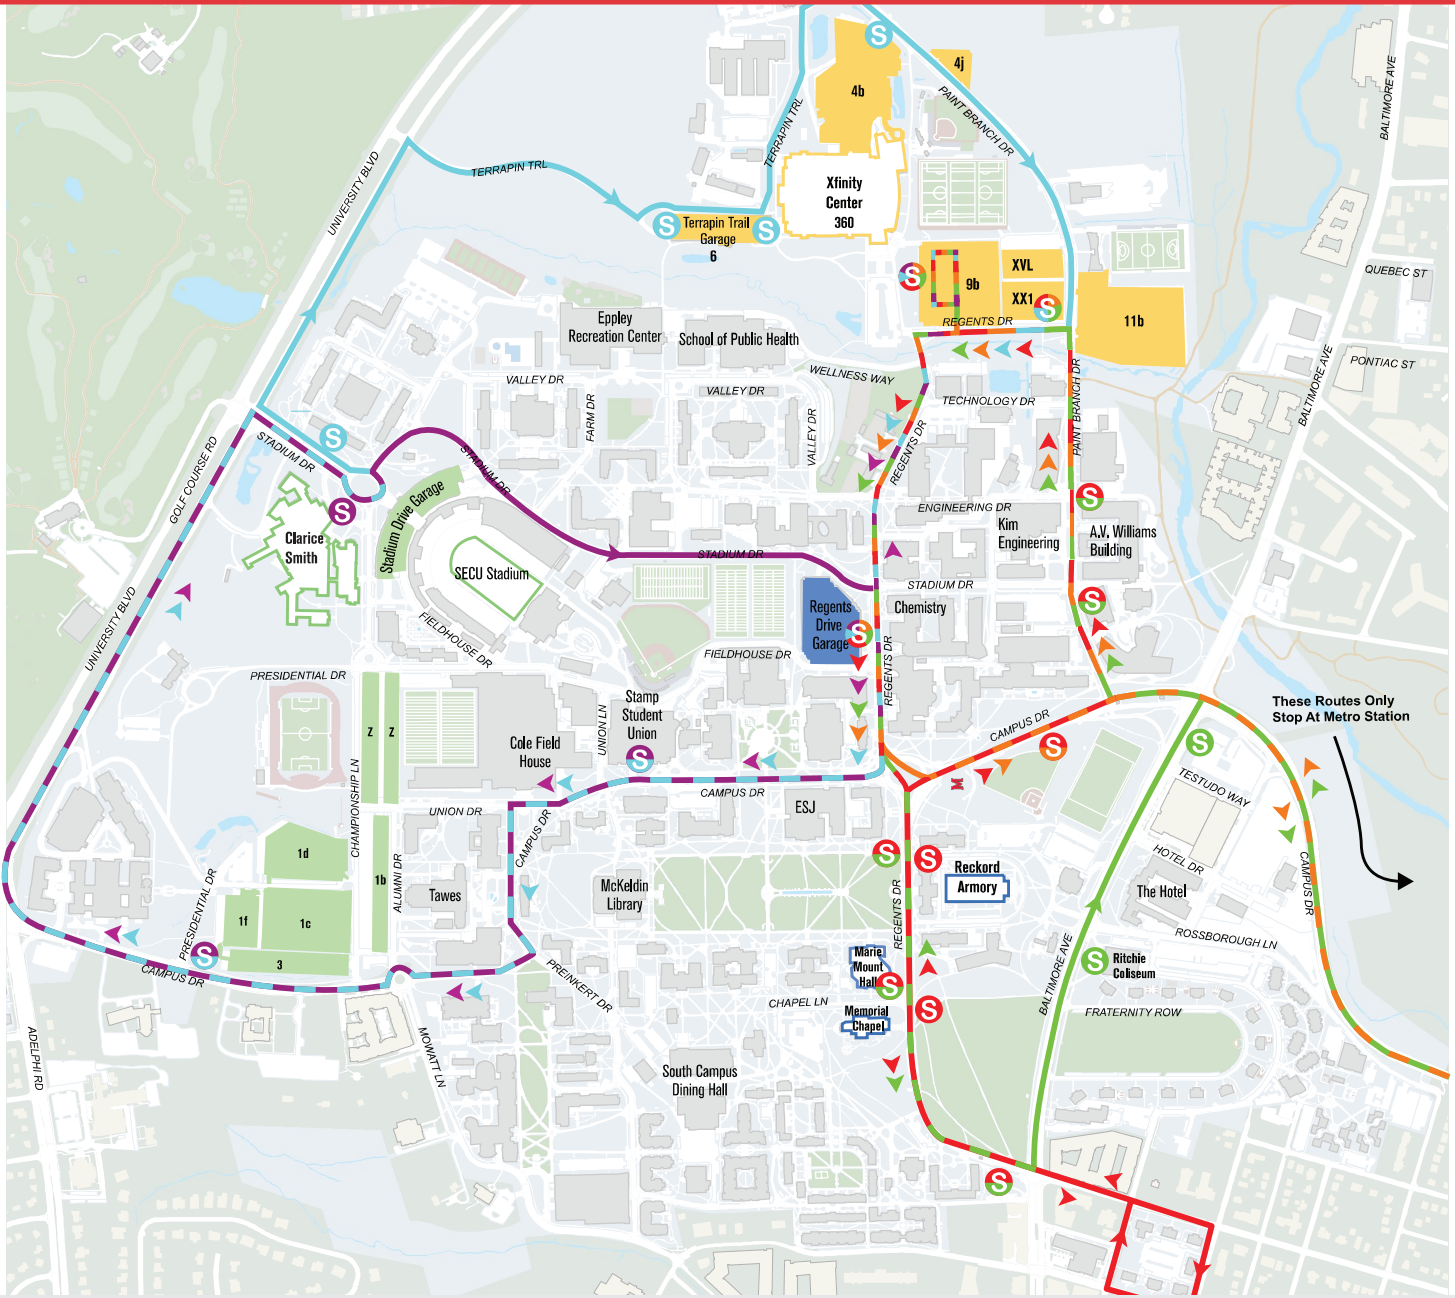 S
4j
4b
BALTIMORE AVE
PAINT BRANCH DR
TERRAPIN TRL
UNIVERSITY BLVD
TERRAPIN TRL
Xfinity
Center
360
S
Terrapin Trail
Garage
6
S
XVL
QUEBEC ST
S
9b
XX1
S
REGENTS DR
11b
Eppley
Recreation Center
School of Public Health
PONTIAC ST
WELLNESS WAY
VALLEY DR
VALLEY DR
TECHNOLOGY DR
PAINT BRANCH DR
BALTIMORE AVE
FARM DR
VALLEY DR
REGENTS DR
S
STADIUM DR
GOLF COURSE RD
STADIUM DR
Stadium Drive Garage
S
S
ENGINEERING DR
Kim
Engineering
A.V. Williams
Building
Clarice
Smith
SECU Stadium
STADIUM DR
STADIUM DR
UNIVERSITY BLVD
Regents
Drive
Garage
S
Chemistry
S
FIELDHOUSE DR
FIELDHOUSE DR
REGENTS DR
PRESIDENTIAL DR
Stamp
Student
Union
S
UNION LN
Cole Field
House
Z
Z
CAMPUS DR
S
These Routes Only
Stop At Metro Station
S
M
TESTUDO WAY
CHAMPIONSHIP LN
UNION DR
CAMPUS DR
CAMPUS DR
ESJ
1d
S
S
HOTEL DR
CAMPUS DR
Reckord
Armory
The Hotel
PRESIDENTIAL DR
1b
ALUMNI DR
Tawes
McKeldin
Library
REGENTS DR
1f
1c
ROSSBOROUGH LN
S
3
CAMPUS DR
Marie
Mount
Hall
S
BALTIMORE AVE
S
Ritchie
Coliseum
PREINKERT DR
CHAPEL LN
Memorial
Chapel
S
FRATERNITY ROW
ADELPHI RD
MOWATT LN
South Campus
Dining Hall
S